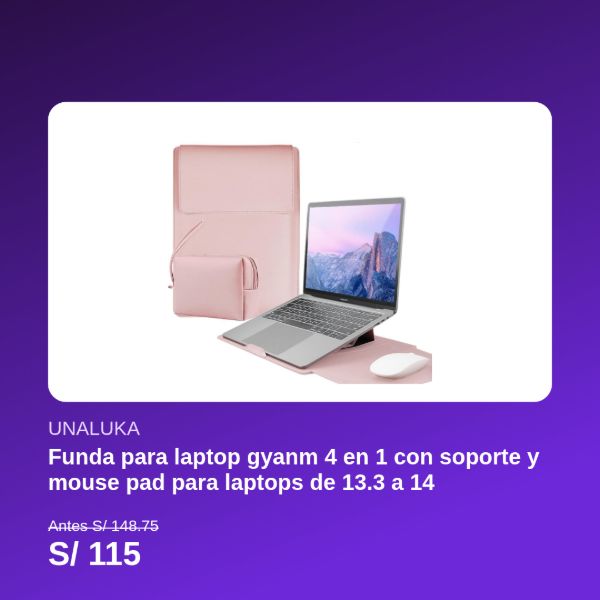 UNALUKA
Funda para laptop gyanm 4 en 1 con soporte y
mouse pad para laptops de 13.3 a 14
Antes S/ 148.75
S/ 115